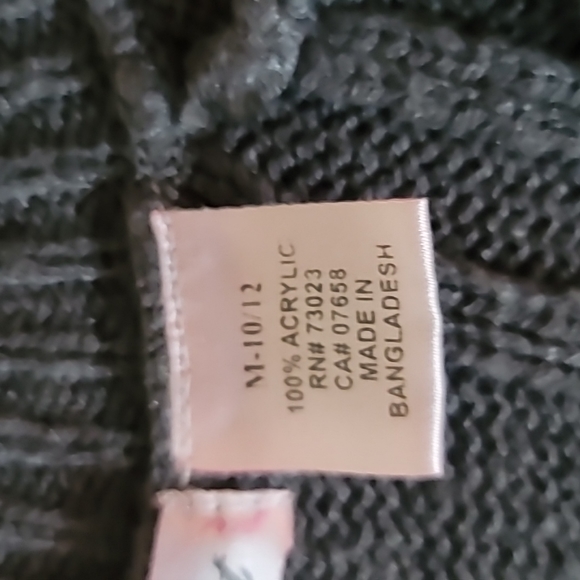 M-10/12
100% ACRYLIC
RN# 73023
CA# 07658
MADE IN
BANGLADESH